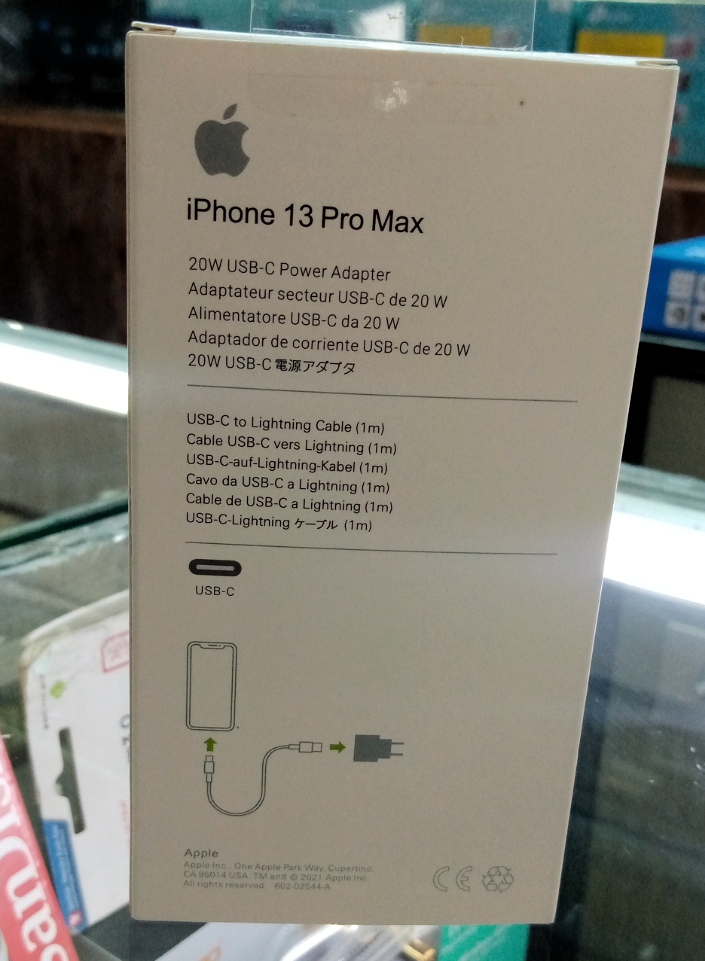 iPhone 13 Pro Max
20W USB-C Power Adapter
Adaptateur secteur USB-C de 20 W
Alimentatore USB-C da 20 W
Adaptador de corriente USB-C de 20 W
20W USB-C 電源アダプタ
USB-C to Lightning Cable (1m)
Cable USB-C vers Lightning (1m)
USB-C-auf-Lightning-Kabel (1m)
Cavo da USB-C a Lightning (1m)
Cable de USB-C a Lightning (1m)
USB-C-Lightning ケーブル (1m)
USB-C
Apple
Apple Inc., One Apple Park Way, Cupertino,
CA 95014 USA. TM and © 2021 Apple Inc.
All rights reserved. 602-02544-A
CE